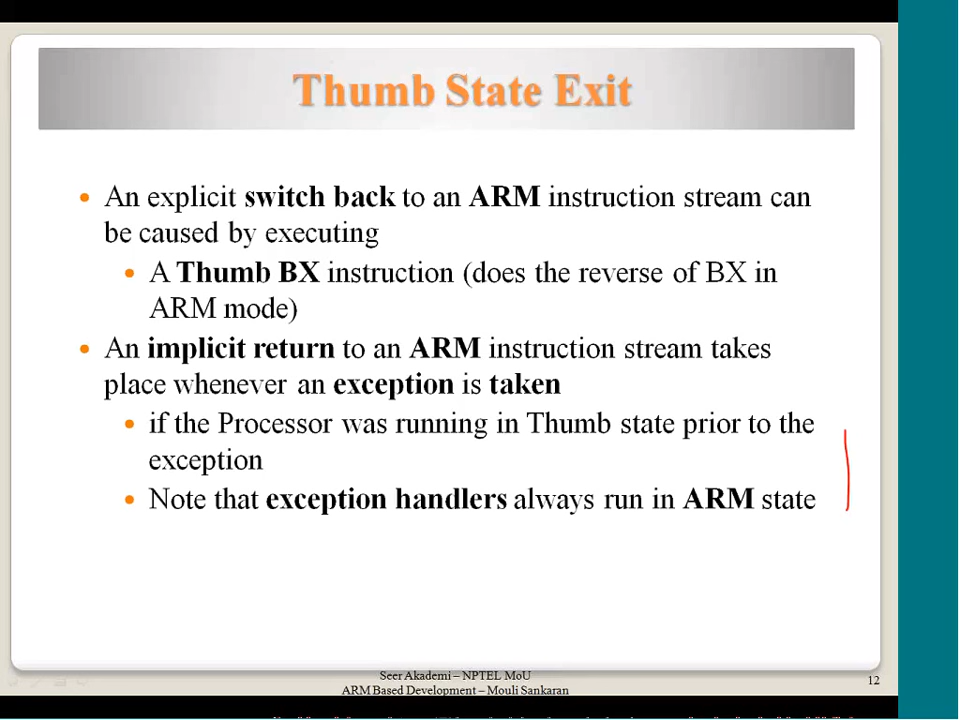 Thumb State Exit
An explicit switch back to an ARM instruction stream can
be caused by executing
A Thumb BX instruction (does the reverse of BX in
ARM mode)
An implicit return to an ARM instruction stream takes
place whenever an exception is taken
if the Processor was running in Thumb state prior to the
exception
Note that exception handlers always run in ARM state
Seer Akademi – NPTEL MoU
ARM Based Development – Mouli Sankaran
12